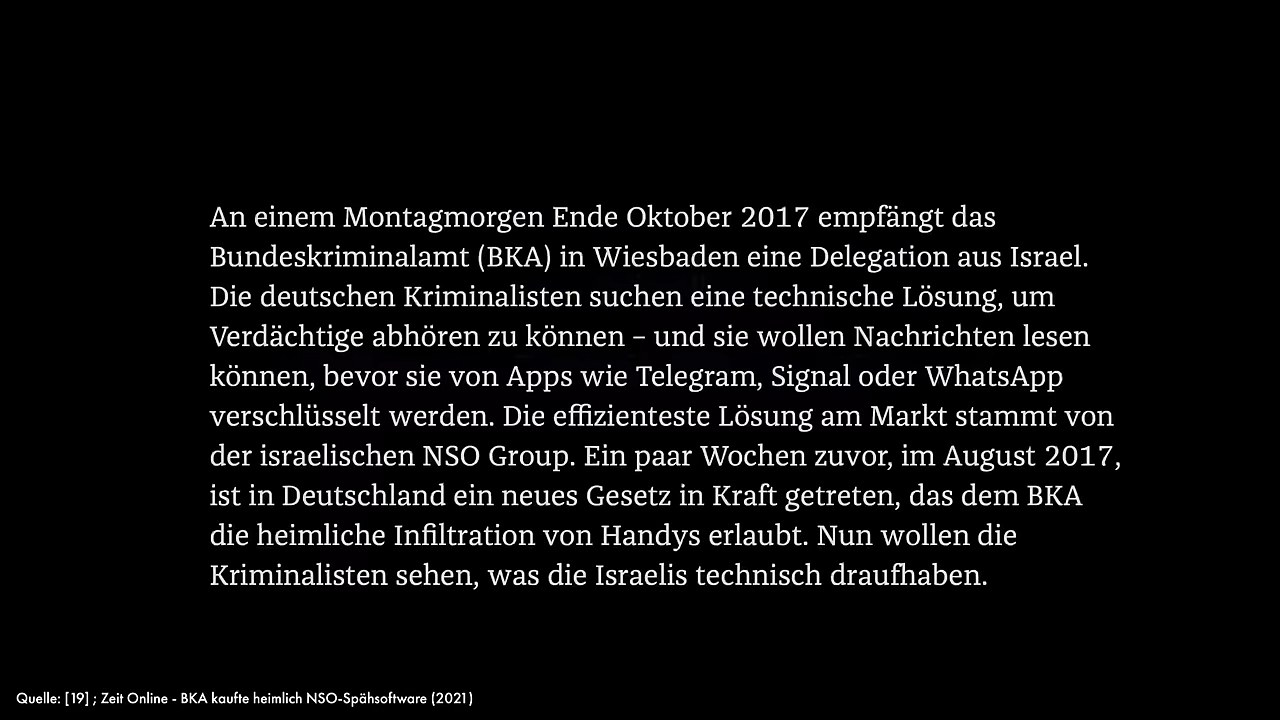 An einem Montagmorgen Ende Oktober 2017 empfängt das
Bundeskriminalamt (BKA) in Wiesbaden eine Delegation aus Israel.
Die deutschen Kriminalisten suchen eine technische Lösung, um
Verdächtige abhören zu können – und sie wollen Nachrichten lesen
können, bevor sie von Apps wie Telegram, Signal oder WhatsApp
verschlüsselt werden. Die effizienteste Lösung am Markt stammt von
der israelischen NSO Group. Ein paar Wochen zuvor, im August 2017,
ist in Deutschland ein neues Gesetz in Kraft getreten, das dem BKA
die heimliche Infiltration von Handys erlaubt. Nun wollen die
Kriminalisten sehen, was die Israelis technisch draufhaben.
Quelle: [19] ; Zeit Online - BKA kaufte heimlich NSO-Spähsoftware (2021)